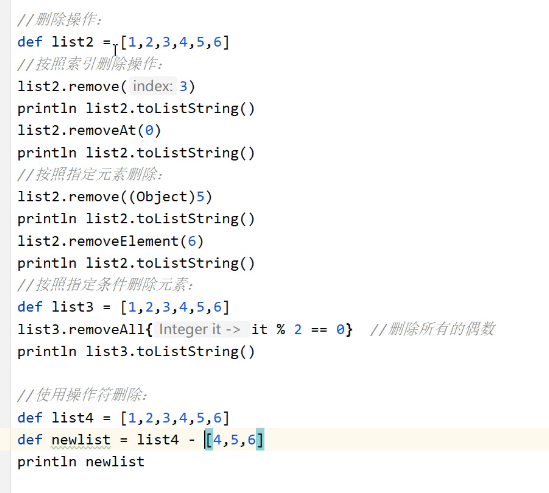 //删除操作：
def list2 = [1,2,3,4,5,6]
//按照索引删除操作：
list2.remove( index: 3)
println list2.toListString()
list2.removeAt(0)
println list2.toListString()
//按照指定元素删除：
list2.remove((Object)5)
println list2.toListString()
list2.removeElement(6)
println list2.toListString()
//按照指定条件删除元素：
def list3 = [1,2,3,4,5,6]
list3.removeAll{ Integer it -> it % 2 == 0}  //删除所有的偶数
println list3.toListString()
//使用操作符删除：
def list4 = [1,2,3,4,5,6]
def newlist = list4 - [4,5,6]
println newlist